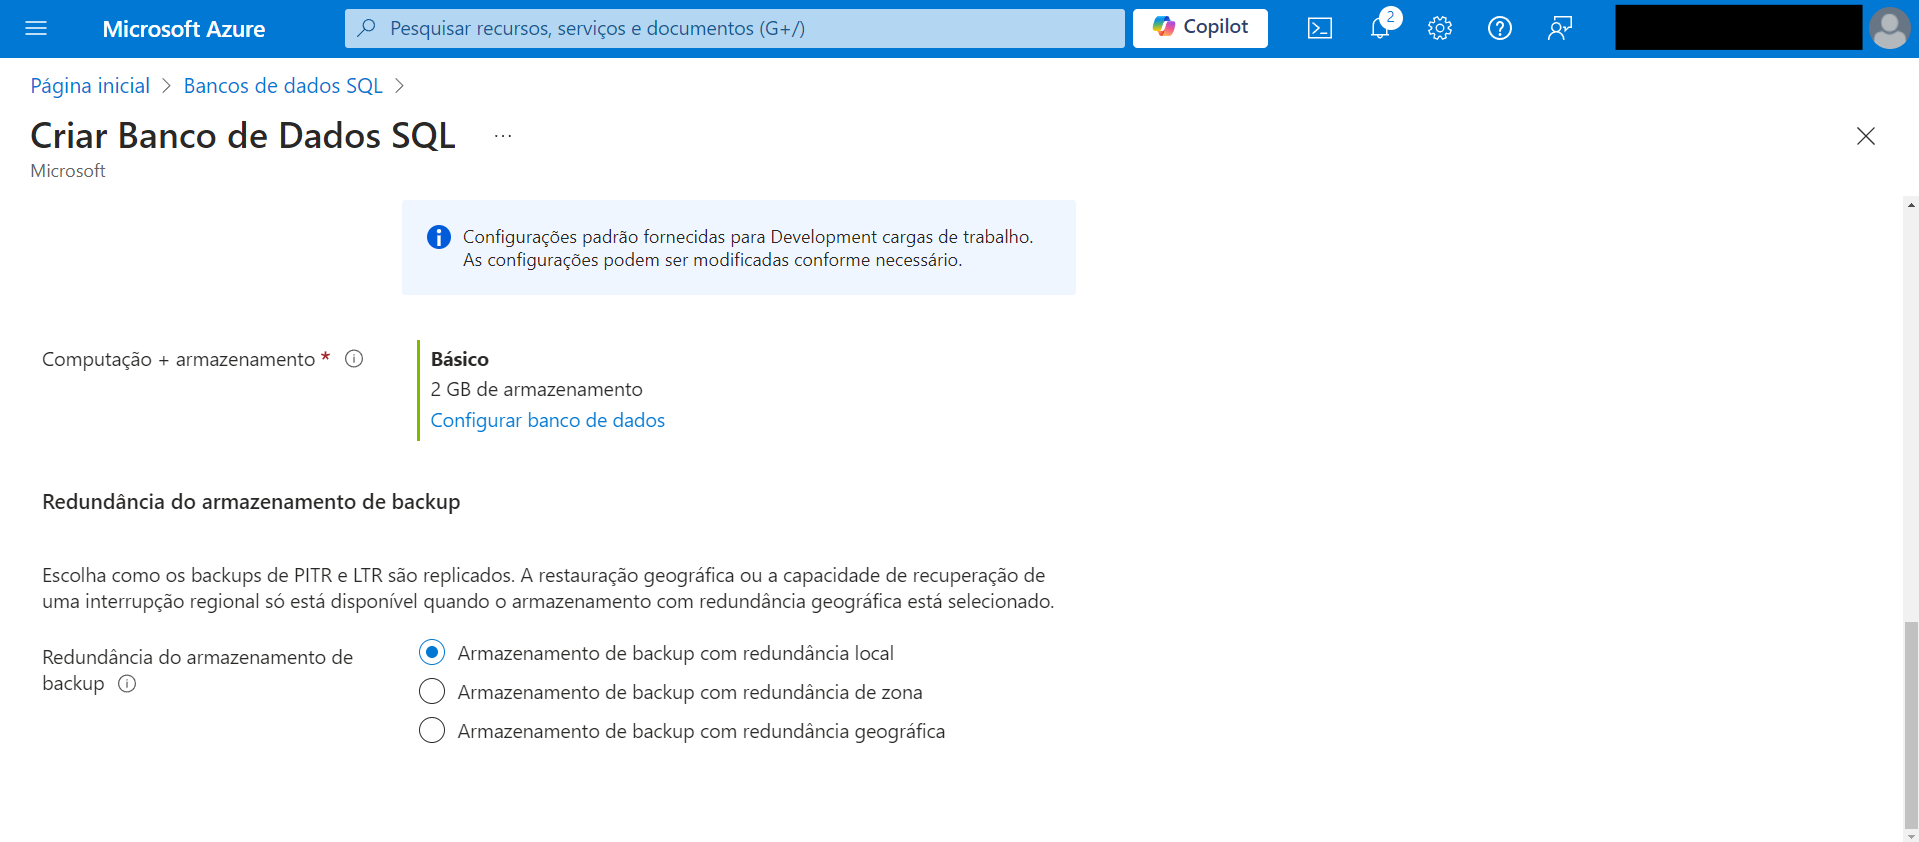 Microsoft Azure
Pesquisar recursos, serviços e documentos (G+/)
Copilot
2
Página inicial > Bancos de dados SQL >
Criar Banco de Dados SQL ...
Microsoft
Configurações padrão fornecidas para Development cargas de trabalho.
As configurações podem ser modificadas conforme necessário.
Computação + armazenamento *
Básico
2 GB de armazenamento
Configurar banco de dados
Redundância do armazenamento de backup
Escolha como os backups de PITR e LTR são replicados. A restauração geográfica ou a capacidade de recuperação de
uma interrupção regional só está disponível quando o armazenamento com redundância geográfica está selecionado.
Redundância do armazenamento de
backup
Armazenamento de backup com redundância local
Armazenamento de backup com redundância de zona
Armazenamento de backup com redundância geográfica